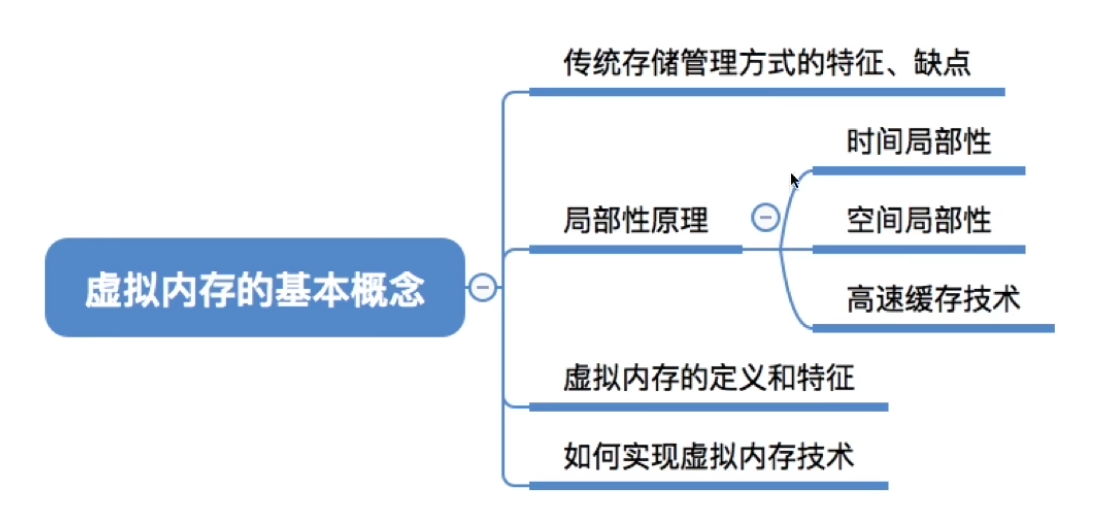 传统存储管理方式的特征、缺点
时间局部性
局部性原理
空间局部性
虚拟内存的基本概念
高速缓存技术
虚拟内存的定义和特征
如何实现虚拟内存技术